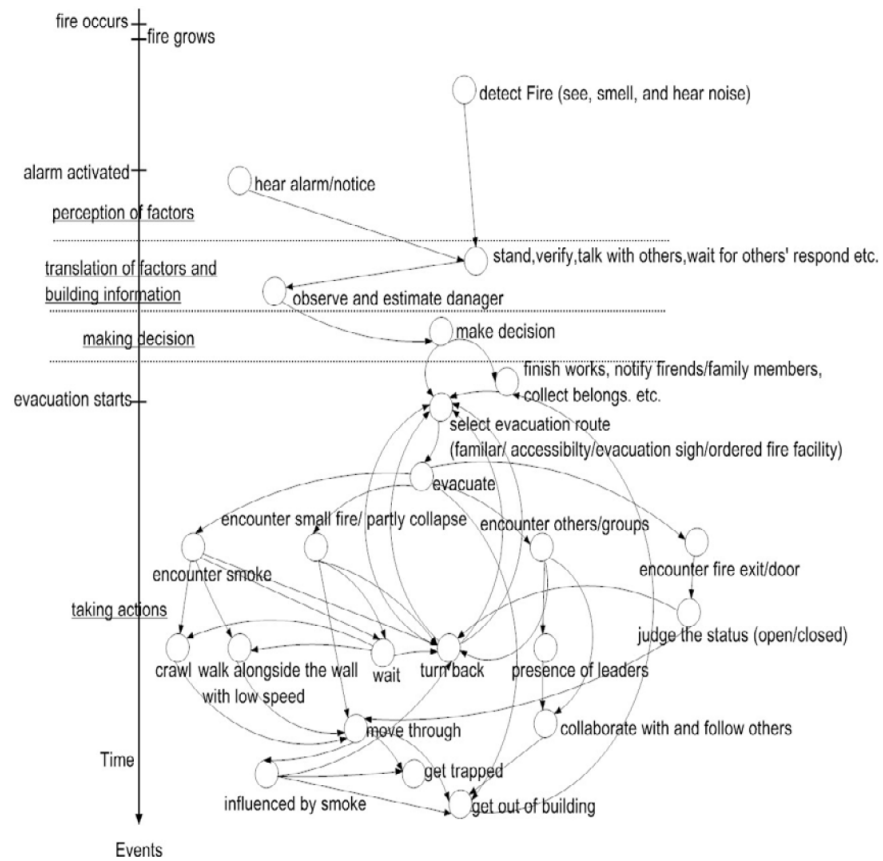 fire occurs
fire grows
detect Fire (see, smell, and hear noise)
alarm activated
hear alarm/notice
perception of factors
stand,verify,talk with others,wait for others' respond etc.
translation of factors and
building information
observe and estimate danager
make decision
making decision
finish works, notify firends/family members,
collect belongs. etc.
evacuation starts
select evacuation route
(familar/ accessibilty/evacuation sigh/ordered fire facility)
evacuate
encounter small fire/ partly collapse
encounter others/groups
encounter smoke
encounter fire exit/door
taking actions
judge the status (open/closed)
crawl
walk alongside the wall
with low speed
wait
turn back
presence of leaders
move through
collaborate with and follow others
Time
get trapped
influenced by smoke
get out of building
Events